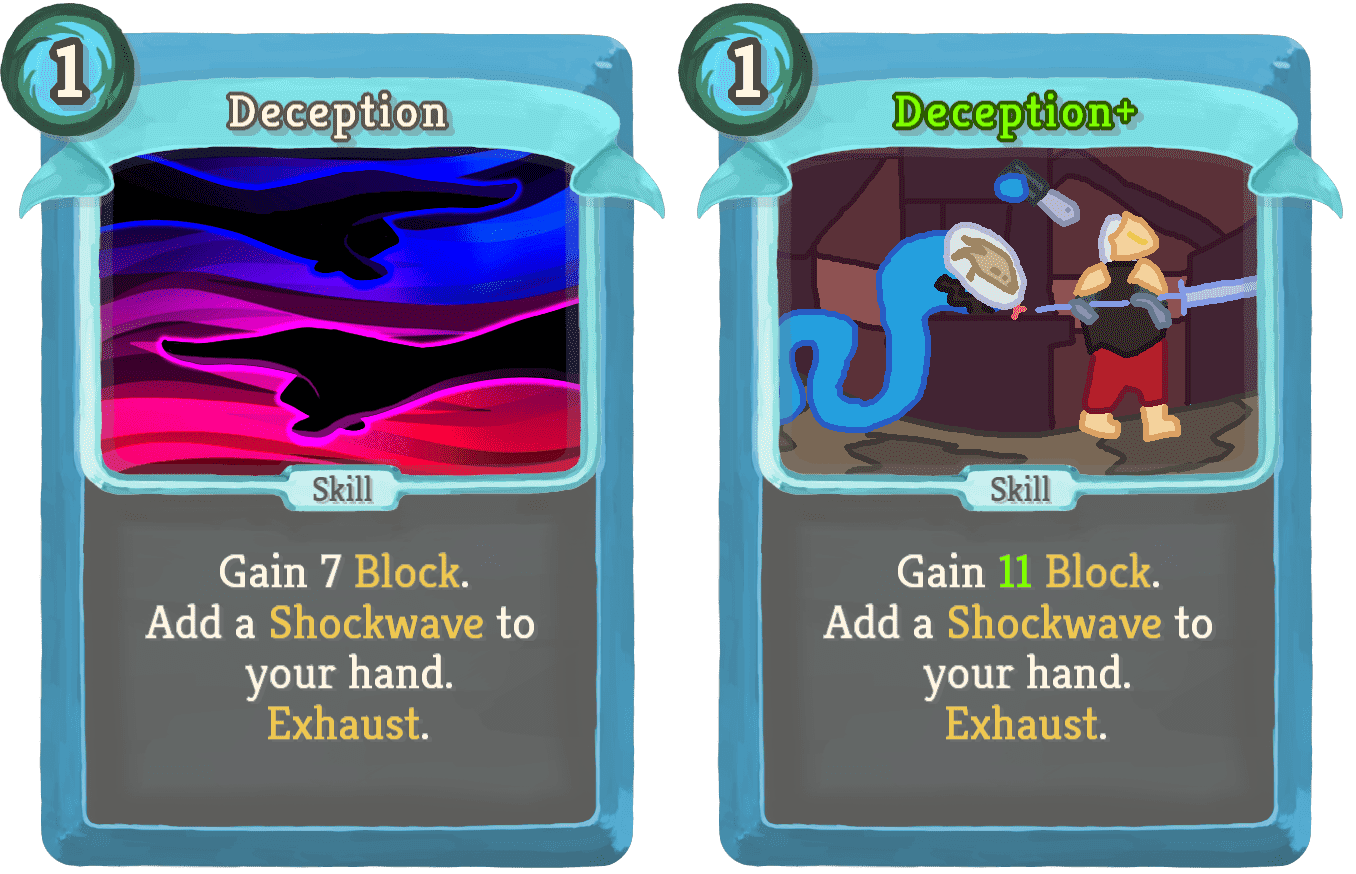 1
Deception
Skill
Gain 7 Block.
Add a Shockwave to
your hand.
Exhaust.
1
Deception+
Skill
Gain 11 Block.
Add a Shockwave to
your hand.
Exhaust.